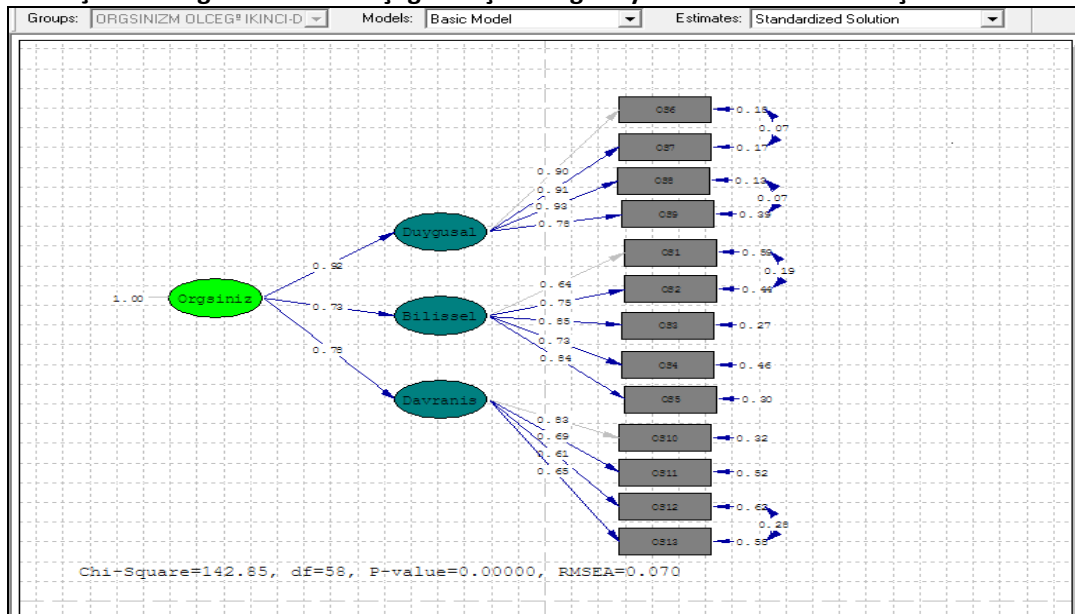 Groups: ORGSINIZM OLCEGª IKINCI-D Models: Basic Model Estimates: Standardized Solution
OS6
0.07
OS7 0.17
0.90
OS8 0.13
0.91
0.07
0.93
OS9 0.39
0.78
Duygusal
OS1 0.59
0.92
0.19
0.64
OS2 0.44
0.75
1.00 Orgsiniz
0.73
Bilissel
OS3 0.27
0.85
0.73
0.84
OS4 0.46
0.78
Davranis
OS5 0.30
0.83
OS10 0.32
0.69
0.61
0.65
OS11 0.52
OS12 0.63
0.28
OS13 0.58
Chi-Square=142.85, df=58, P-value=0.00000, RMSEA=0.070